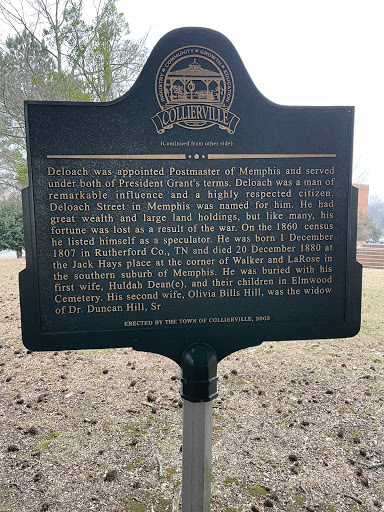 INDUSTRY • COMMUNITY • GROWTH • EDUCATION
COLLIERVILLE
(Continued from other side)
Deloach was appointed Postmaster of Memphis and served
under both of President Grant's terms. Deloach was a man of
remarkable influence and a highly respected citizen.
Deloach Street in Memphis was named for him. He had
great wealth and large land holdings, but like many, his
fortune was lost as a result of the war. On the 1860 census
he listed himself as a speculator. He was born 1 December
1807 in Rutherford Co., TN and died 20 December 1880 at
the Jack Hays place at the corner of Walker and LaRose in
the southern suburb of Memphis. He was buried with his
first wife, Huldah Dean(e), and their children in Elmwood
Cemetery. His second wife, Olivia Bills Hill, was the widow
of Dr. Duncan Hill, Sr
ERECTED BY THE TOWN OF COLLIERVILLE, 2003